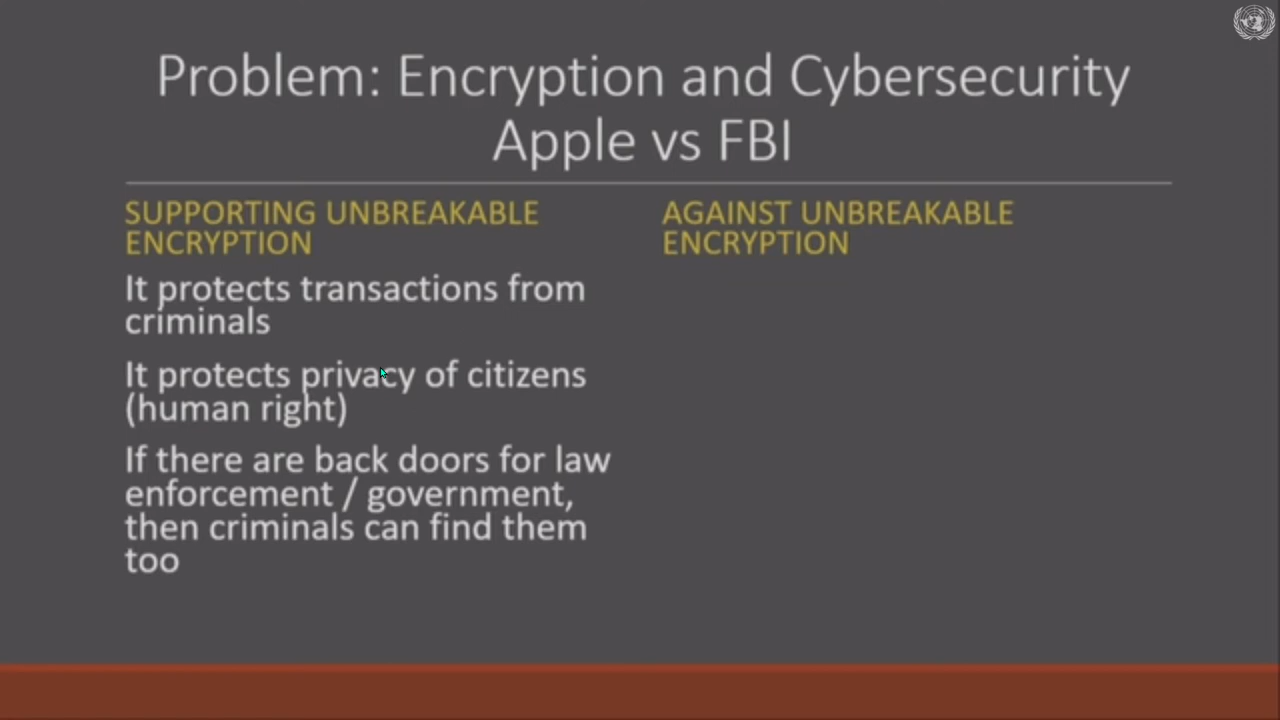 Problem: Encryption and Cybersecurity
Apple vs FBI
SUPPORTING UNBREAKABLE
ENCRYPTION
It protects transactions from
criminals
It protects privacy of citizens
(human right)
If there are back doors for law
enforcement / government,
then criminals can find them
too
AGAINST UNBREAKABLE
ENCRYPTION